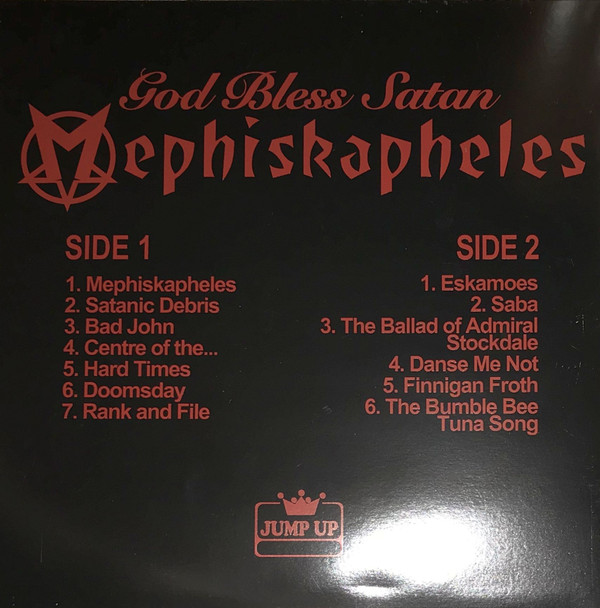 God Bless Satan
Mephiskapheles
SIDE 1
1. Mephiskapheles
2. Satanic Debris
3. Bad John
4. Centre of the...
5. Hard Times
6. Doomsday
7. Rank and File
SIDE 2
1. Eskamoes
2. Saba
3. The Ballad of Admiral
Stockdale
4. Danse Me Not
5. Finnigan Froth
6. The Bumble Bee
Tuna Song
JUMP UP